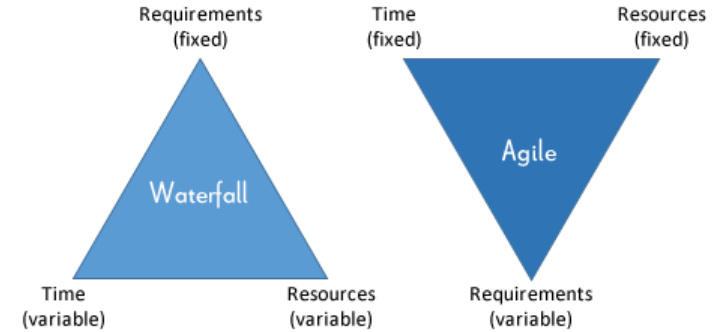 Requirements
(fixed)
Waterfall
Time
(variable)
Resources
(variable)
Time
(fixed)
Resources
(fixed)
Agile
Requirements
(variable)